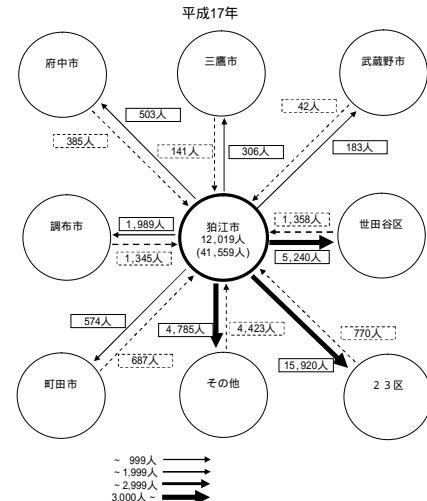 平成17年
府中市
三鷹市
武蔵野市
503人
385人
141人
306人
42人
183人
調布市
1,989人
1,345人
狛江市
12,019人
(41,559人)
1,358人
5,240人
世田谷区
574人
687人
4,785人
4,423人
770人
15,920人
町田市
その他
23区
~ 999人
~1,999人
~2,999人
3,000人~